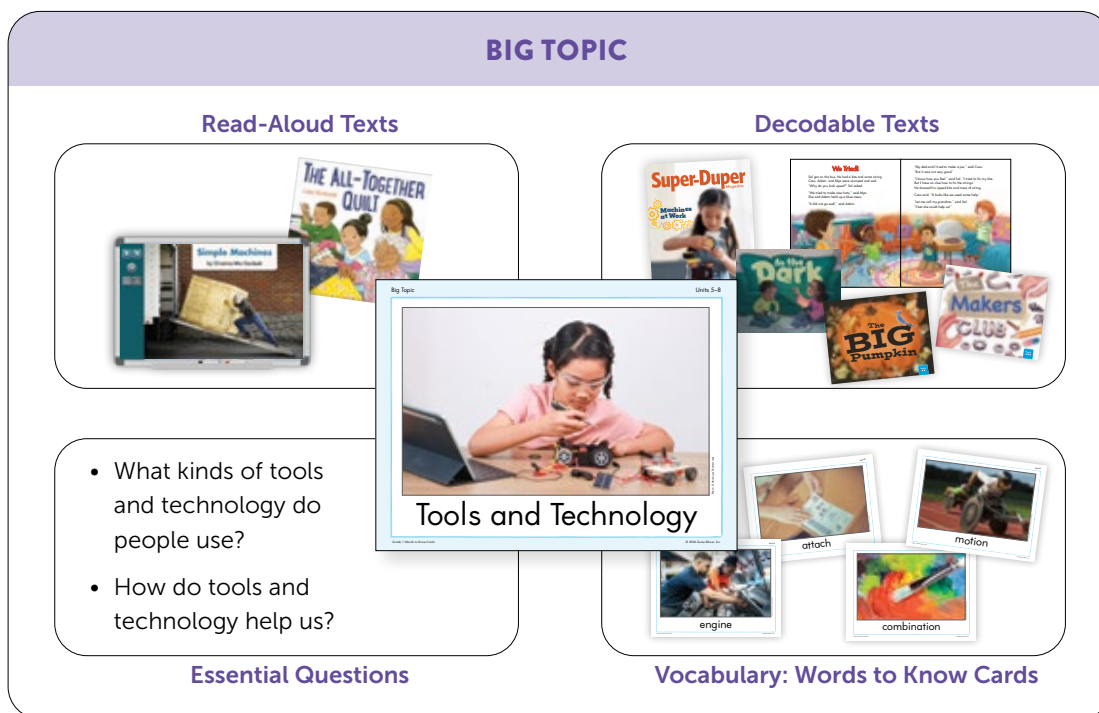 BIG TOPIC
Read-Aloud Texts
THE ALL-TOGETHER
QUILT
Simple Machines
Decodable Texts
Super-Duper
Magazine
Machines
at Work
We Tried!
In the
Dark
The
BIG
Pumpkin
The
Makers
CLUB
Big Topic
Units 5–8
Tools and Technology
• What kinds of tools
and technology do
people use?
• How do tools and
technology help us?
Essential Questions
attach
motion
engine
combination
Vocabulary: Words to Know Cards